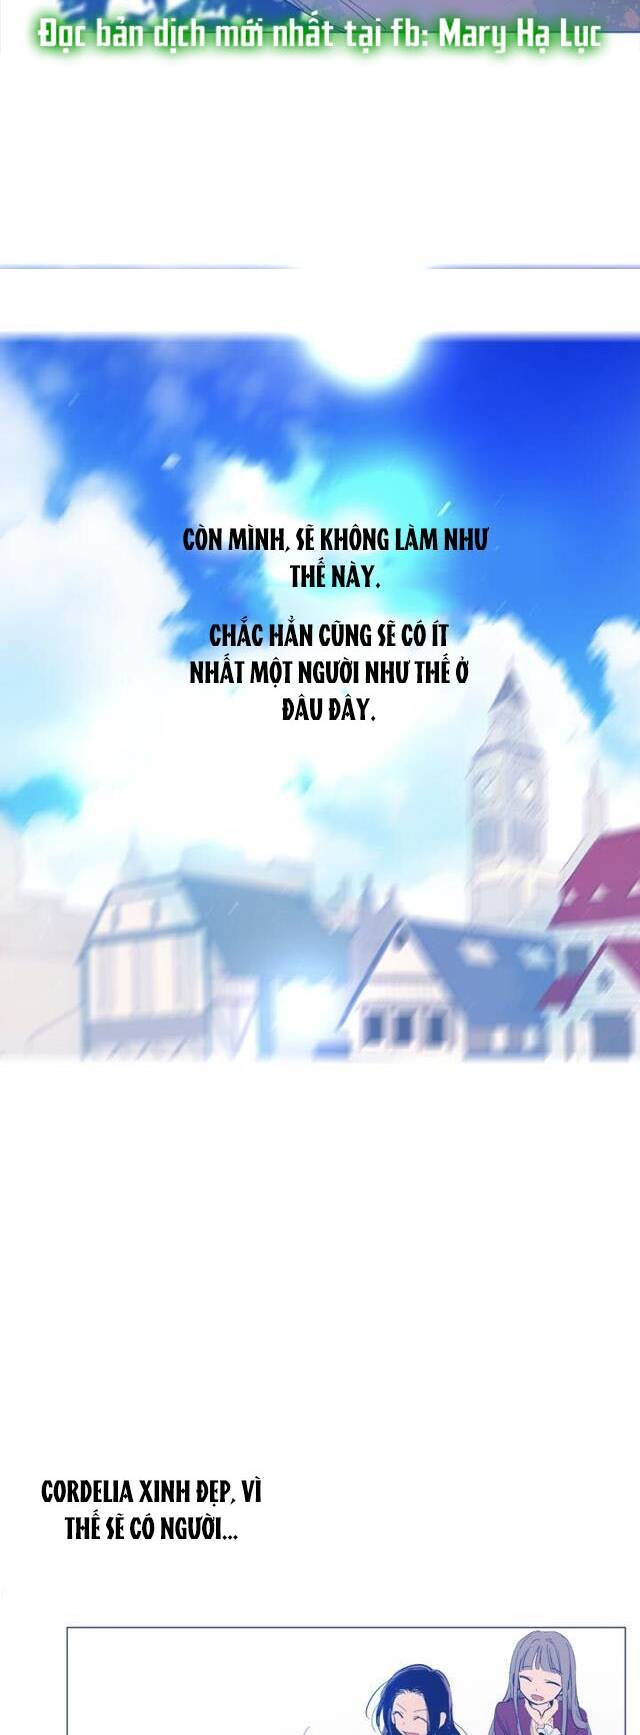 Đọc bản dịch mới nhất tại fb: Mary Hạ Lục
CÒN MÌNH, SẼ KHÔNG LÀM NHƯ
THẾ NÀY.
CHẮC HẲN CŨNG SẼ CÓ ÍT
NHẤT MỘT NGƯỜI NHƯ THẾ Ở
ĐÂU ĐÂY.
CORDELIA XINH ĐẸP, VÌ
THẾ SẼ CÓ NGƯỜI...